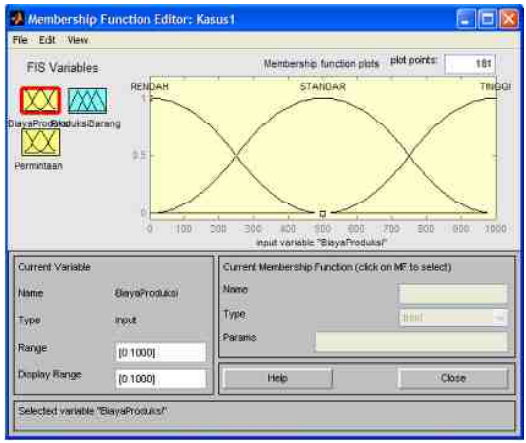 Membership Function Editor: Kasus1
File Edit View
FIS Variables
Membership function plots plot points: 181
RENDAH STANDAR TINGGI
1
0.5
0
0 100 200 300 400 500 600 700 800 900 1000
input variable "BiayaProduksi"
Permintaan
Current Variable
Name BiayaProduksi
Type input
Range [0 1000]
Display Range [0 1000]
Current Membership Function (click on MF to select)
Name
Type trimf
Params
Help Close
Selected variable "BiayaProduksi"